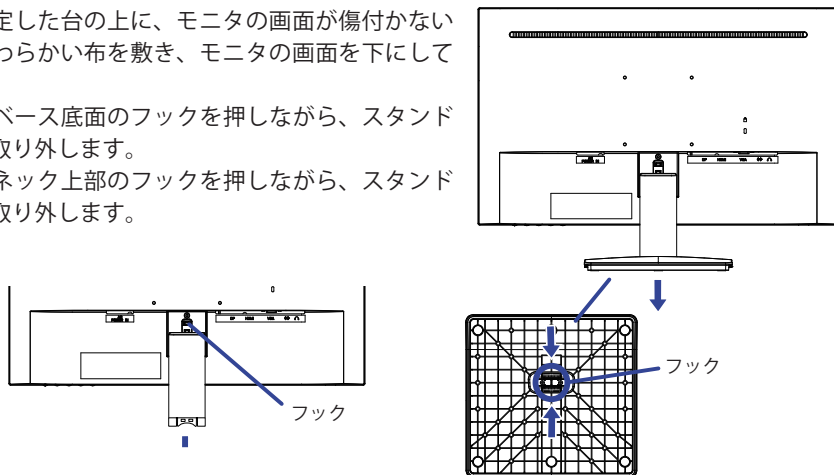 定した台の上に、モニタの画面が傷付かない
わらかい布を敷き、モニタの画面を下にして
ベース底面のフックを押しながら、スタンド
取り外します。
ネック上部のフックを押しながら、スタンド
取り外します。
フック
フック